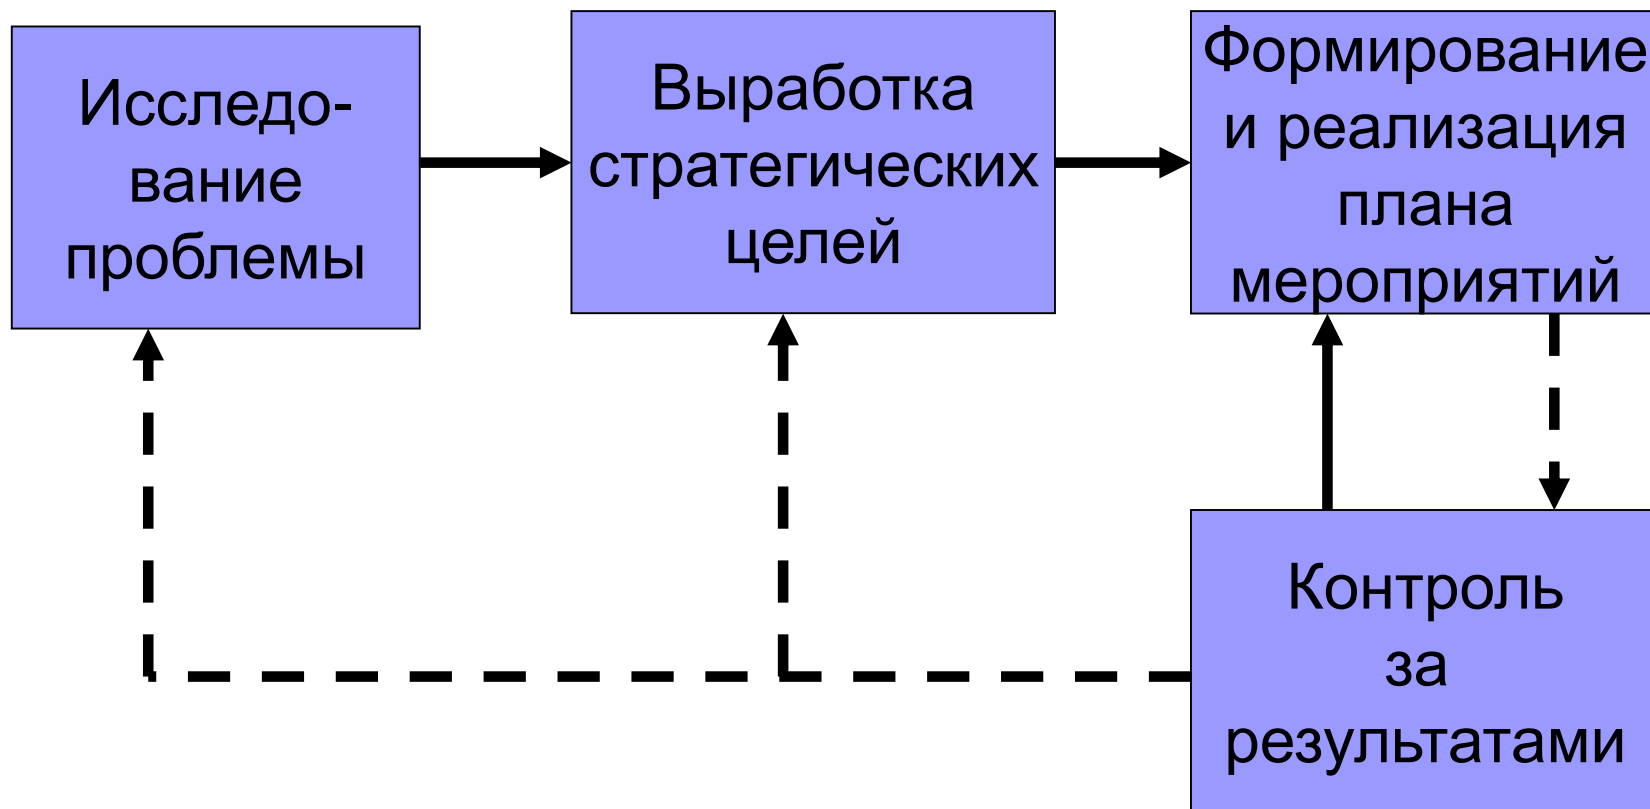 Исследо-
вание
проблемы
Выработка
стратегических
целей
Формирование
и реализация
плана
мероприятий
Контроль
за
результатами